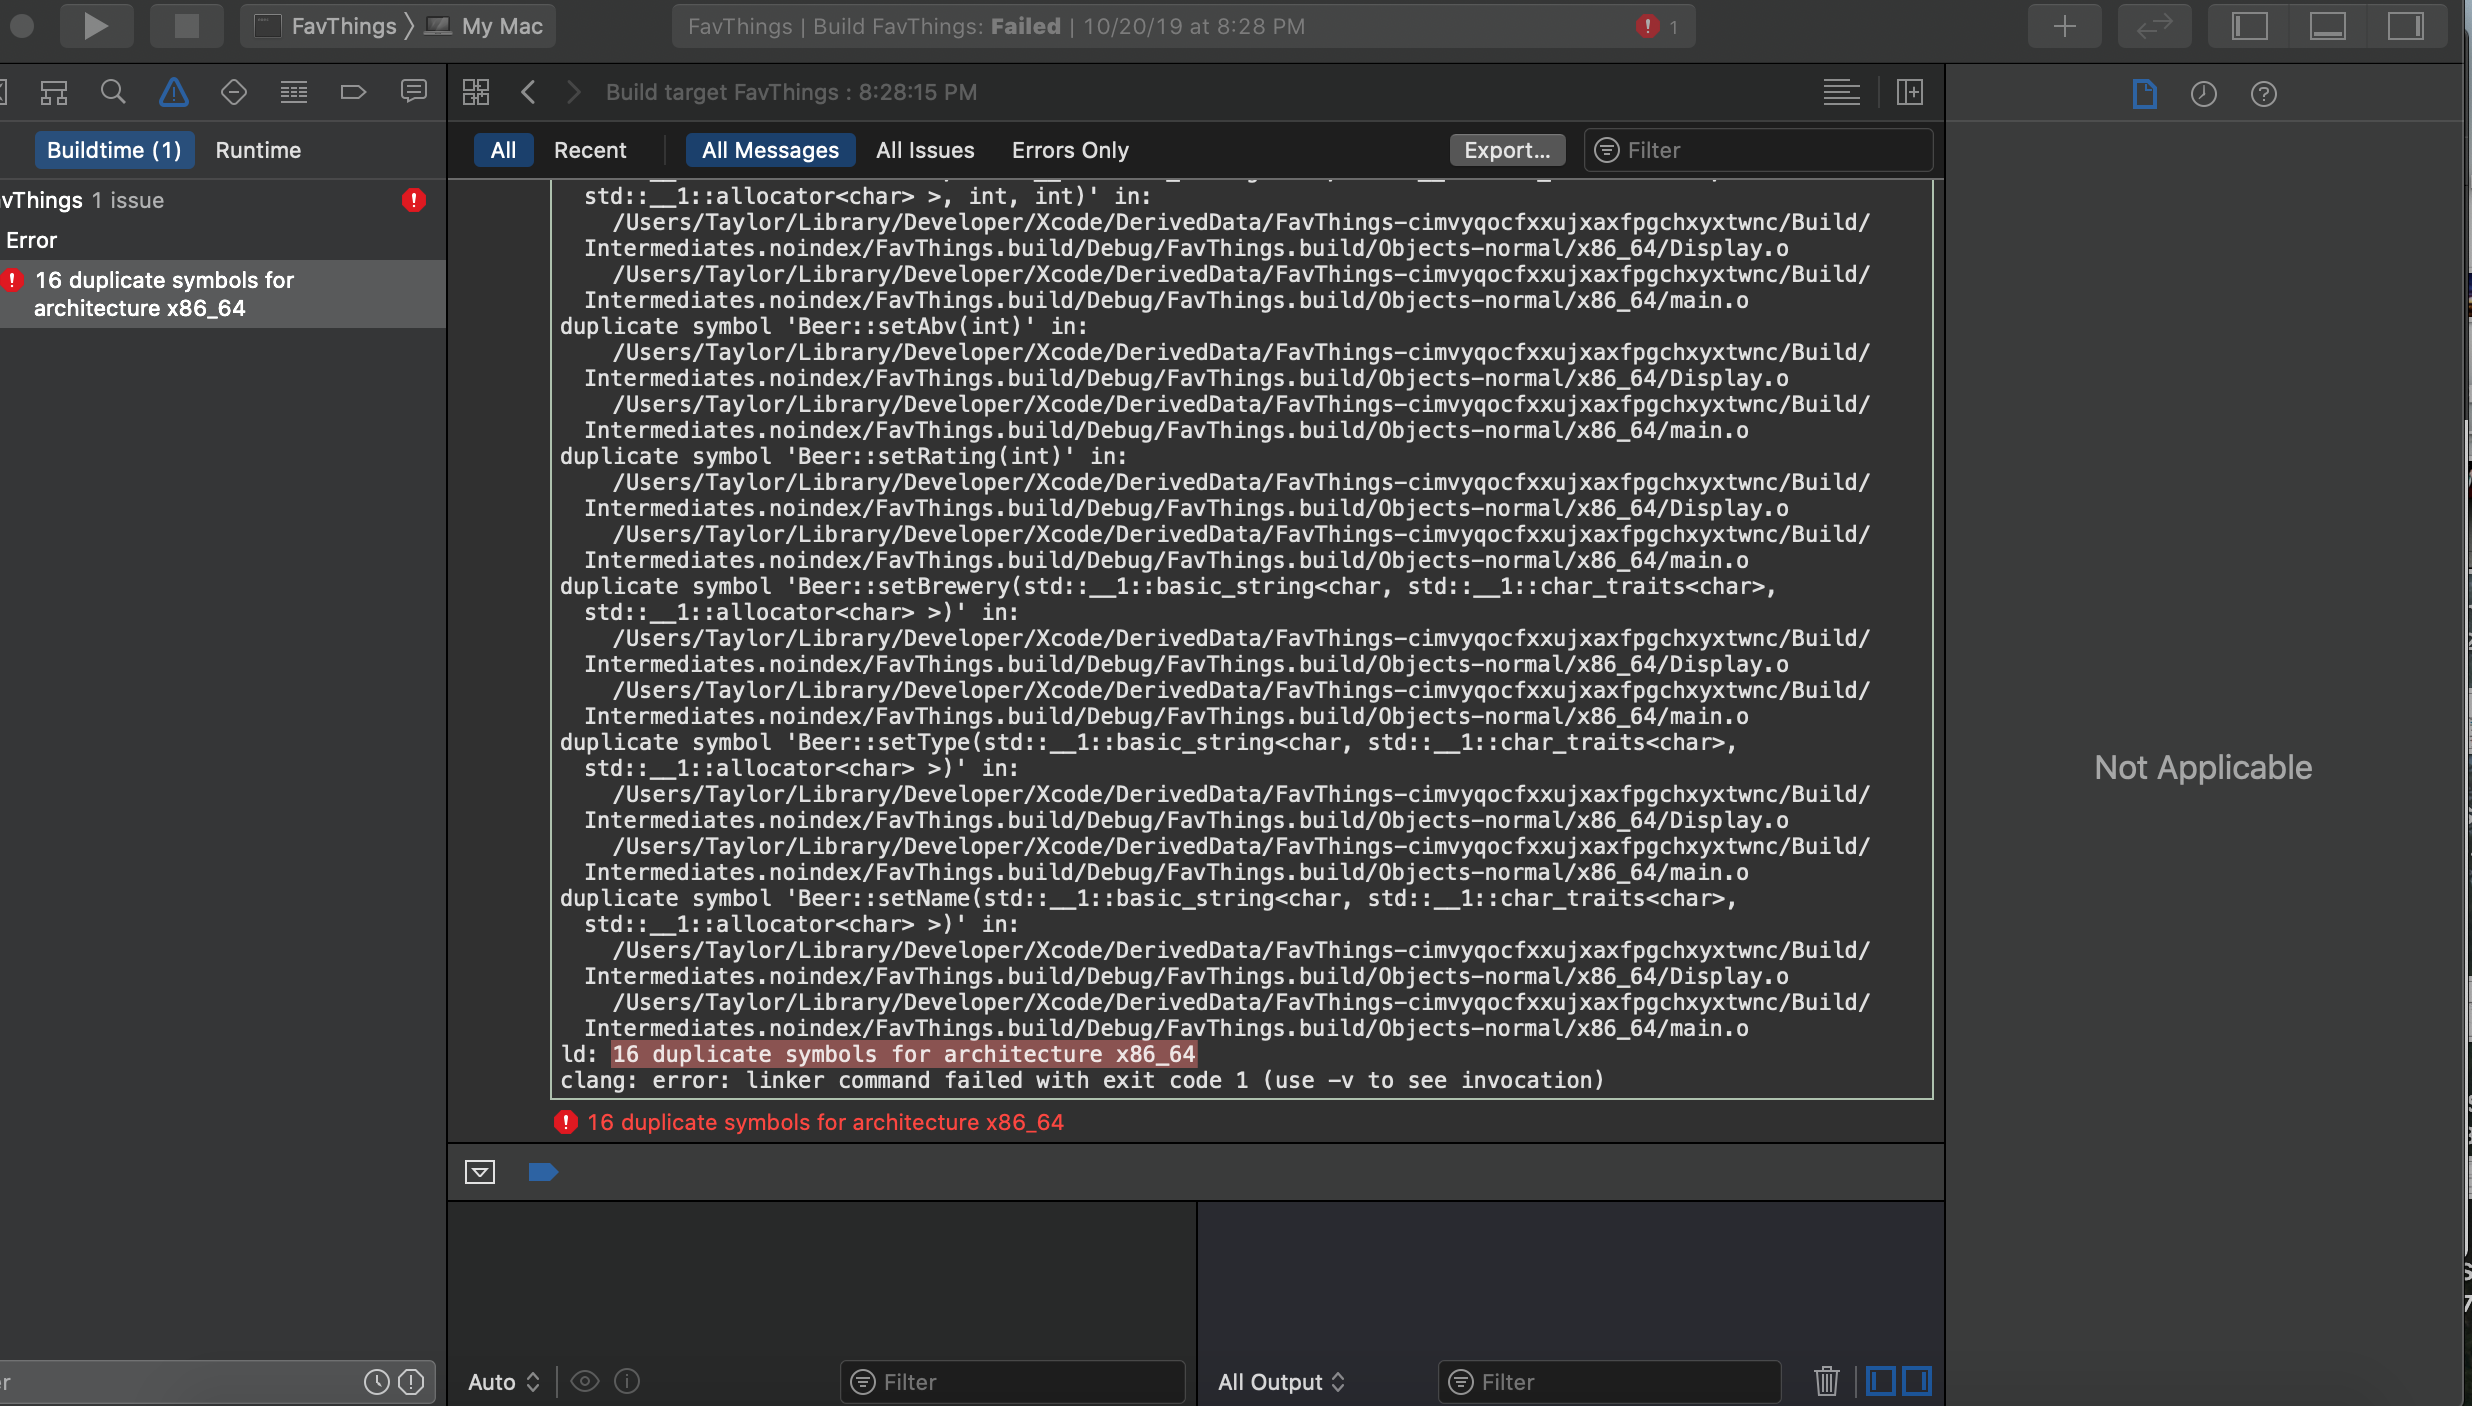 FavThings My Mac
FavThings | Build FavThings: Failed | 10/20/19 at 8:28 PM 1
Build target FavThings : 8:28:15 PM
Buildtime (1) Runtime
All Recent All Messages All Issues Errors Only Export... Filter
vThings 1 issue
Error
16 duplicate symbols for
architecture x86_64
std::__1::allocator<char> >, int, int)' in:
/Users/Taylor/Library/Developer/Xcode/DerivedData/FavThings-cimvyqocfxxujxaxfpgchxyxtwnc/Build/
Intermediates.noindex/FavThings.build/Debug/FavThings.build/Objects-normal/x86_64/Display.o
/Users/Taylor/Library/Developer/Xcode/DerivedData/FavThings-cimvyqocfxxujxaxfpgchxyxtwnc/Build/
Intermediates.noindex/FavThings.build/Debug/FavThings.build/Objects-normal/x86_64/main.o
duplicate symbol 'Beer::setAbv(int)' in:
/Users/Taylor/Library/Developer/Xcode/DerivedData/FavThings-cimvyqocfxxujxaxfpgchxyxtwnc/Build/
Intermediates.noindex/FavThings.build/Debug/FavThings.build/Objects-normal/x86_64/Display.o
/Users/Taylor/Library/Developer/Xcode/DerivedData/FavThings-cimvyqocfxxujxaxfpgchxyxtwnc/Build/
Intermediates.noindex/FavThings.build/Debug/FavThings.build/Objects-normal/x86_64/main.o
duplicate symbol 'Beer::setRating(int)' in:
/Users/Taylor/Library/Developer/Xcode/DerivedData/FavThings-cimvyqocfxxujxaxfpgchxyxtwnc/Build/
Intermediates.noindex/FavThings.build/Debug/FavThings.build/Objects-normal/x86_64/Display.o
/Users/Taylor/Library/Developer/Xcode/DerivedData/FavThings-cimvyqocfxxujxaxfpgchxyxtwnc/Build/
Intermediates.noindex/FavThings.build/Debug/FavThings.build/Objects-normal/x86_64/main.o
duplicate symbol 'Beer::setBrewery(std::__1::basic_string<char, std::__1::char_traits<char>,
std::__1::allocator<char> >)' in:
/Users/Taylor/Library/Developer/Xcode/DerivedData/FavThings-cimvyqocfxxujxaxfpgchxyxtwnc/Build/
Intermediates.noindex/FavThings.build/Debug/FavThings.build/Objects-normal/x86_64/Display.o
/Users/Taylor/Library/Developer/Xcode/DerivedData/FavThings-cimvyqocfxxujxaxfpgchxyxtwnc/Build/
Intermediates.noindex/FavThings.build/Debug/FavThings.build/Objects-normal/x86_64/main.o
duplicate symbol 'Beer::setType(std::__1::basic_string<char, std::__1::char_traits<char>,
std::__1::allocator<char> >)' in:
/Users/Taylor/Library/Developer/Xcode/DerivedData/FavThings-cimvyqocfxxujxaxfpgchxyxtwnc/Build/
Intermediates.noindex/FavThings.build/Debug/FavThings.build/Objects-normal/x86_64/Display.o
/Users/Taylor/Library/Developer/Xcode/DerivedData/FavThings-cimvyqocfxxujxaxfpgchxyxtwnc/Build/
Intermediates.noindex/FavThings.build/Debug/FavThings.build/Objects-normal/x86_64/main.o
duplicate symbol 'Beer::setName(std::__1::basic_string<char, std::__1::char_traits<char>,
std::__1::allocator<char> >)' in:
/Users/Taylor/Library/Developer/Xcode/DerivedData/FavThings-cimvyqocfxxujxaxfpgchxyxtwnc/Build/
Intermediates.noindex/FavThings.build/Debug/FavThings.build/Objects-normal/x86_64/Display.o
/Users/Taylor/Library/Developer/Xcode/DerivedData/FavThings-cimvyqocfxxujxaxfpgchxyxtwnc/Build/
Intermediates.noindex/FavThings.build/Debug/FavThings.build/Objects-normal/x86_64/main.o
ld: 16 duplicate symbols for architecture x86_64
clang: error: linker command failed with exit code 1 (use -v to see invocation)
16 duplicate symbols for architecture x86_64
Not Applicable
Auto Filter All Output Filter